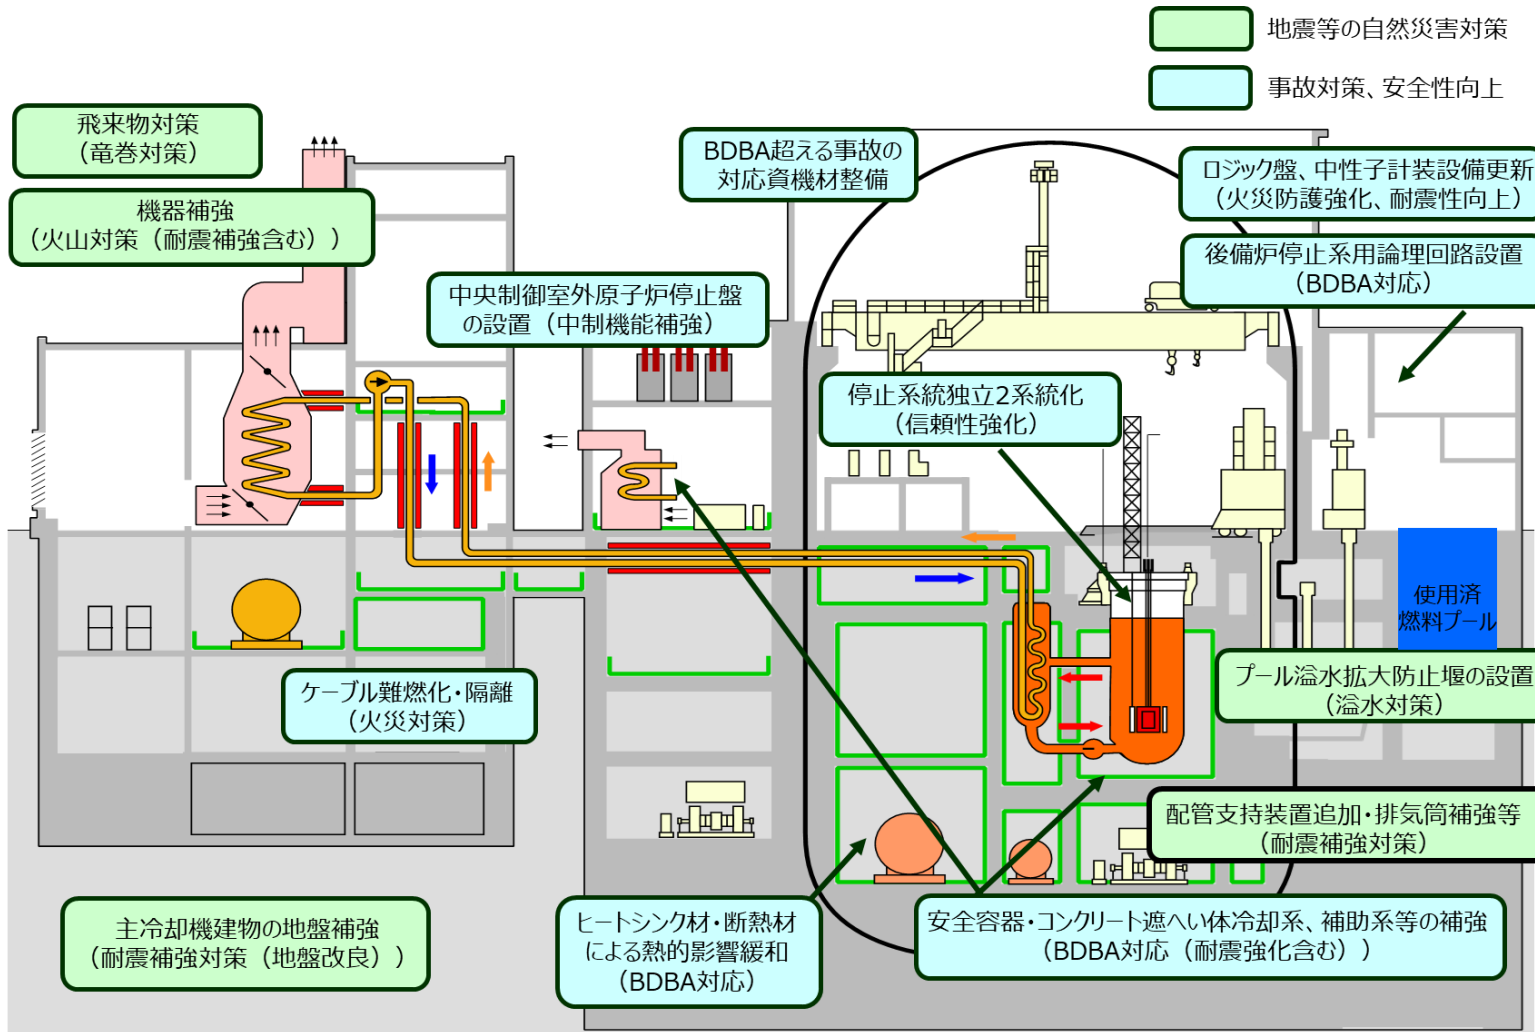 地震等の自然災害対策
事故対策、安全性向上
飛来物対策
（竜巻対策）
機器補強
（火山対策（耐震補強含む））
BDBA超える事故の
対応資機材整備
ロジック盤、中性子計装設備更新
（火災防護強化、耐震性向上）
後備炉停止系用論理回路設置
（BDBA対応）
中央制御室外原子炉停止盤
の設置（中制機能補強）
停止系統独立2系統化
（信頼性強化）
使用済
燃料プール
プール溢水拡大防止堰の設置
（溢水対策）
ケーブル難燃化・隔離
（火災対策）
配管支持装置追加・排気筒補強等
（耐震補強対策）
主冷却機建物の地盤補強
（耐震補強対策（地盤改良））
ヒートシンク材・断熱材
による熱的影響緩和
（BDBA対応）
安全容器・コンクリート遮へい体冷却系、補助系等の補強
（BDBA対応（耐震強化含む））